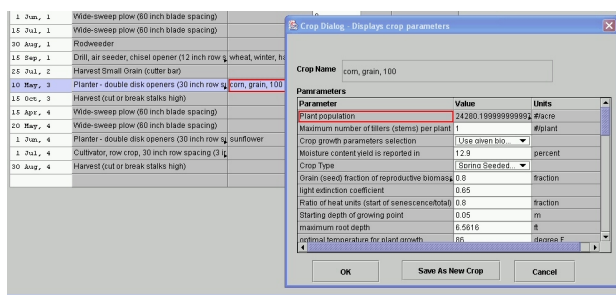 1 Jun, 1 Wide-sweep plow (60 inch blade spacing)
15 Jul, 1 Wide-sweep plow (60 inch blade spacing)
30 Aug, 1 Rodweeder
15 Sep, 1 Drill, air seeder, chisel opener (12 inch row s wheat, winter, ha
25 Jul, 2 Harvest Small Grain (cutter bar)
10 May, 3 Planter - double disk openers (30 inch row s corn, grain, 100
15 Oct, 3 Harvest (cut or break stalks high)
15 Apr, 4 Wide-sweep plow (60 inch blade spacing)
20 May, 4 Wide-sweep plow (60 inch blade spacing)
1 Jun, 4 Planter - double disk openers (30 inch row s sunflower
1 Jul, 4 Cultivator, row crop, 30 inch row spacing (3 i
30 Aug, 4 Harvest (cut or break stalks high)
Crop Dialog - Displays crop parameters
Crop Name corn, grain, 100
Pamrameters
Parameter Value Units
Plant population 24280.19999999999 #/acre
Maximum number of tillers (stems) per plant 1 #/plant
Crop growth parameters selection Use given bio...
Moisture content yield is reported in 12.9 percent
Crop Type Spring Seeded...
Grain (seed) fraction of reproductive biomas 0.8 fraction
light extinction coefficient 0.65
Ratio of heat units (start of senescence/total) 0.8 fraction
Starting depth of growing point 0.05 m
maximum root depth 6.5616 ft
optimal temperature for plant growth 86 degree F
OK Save As New Crop Cancel